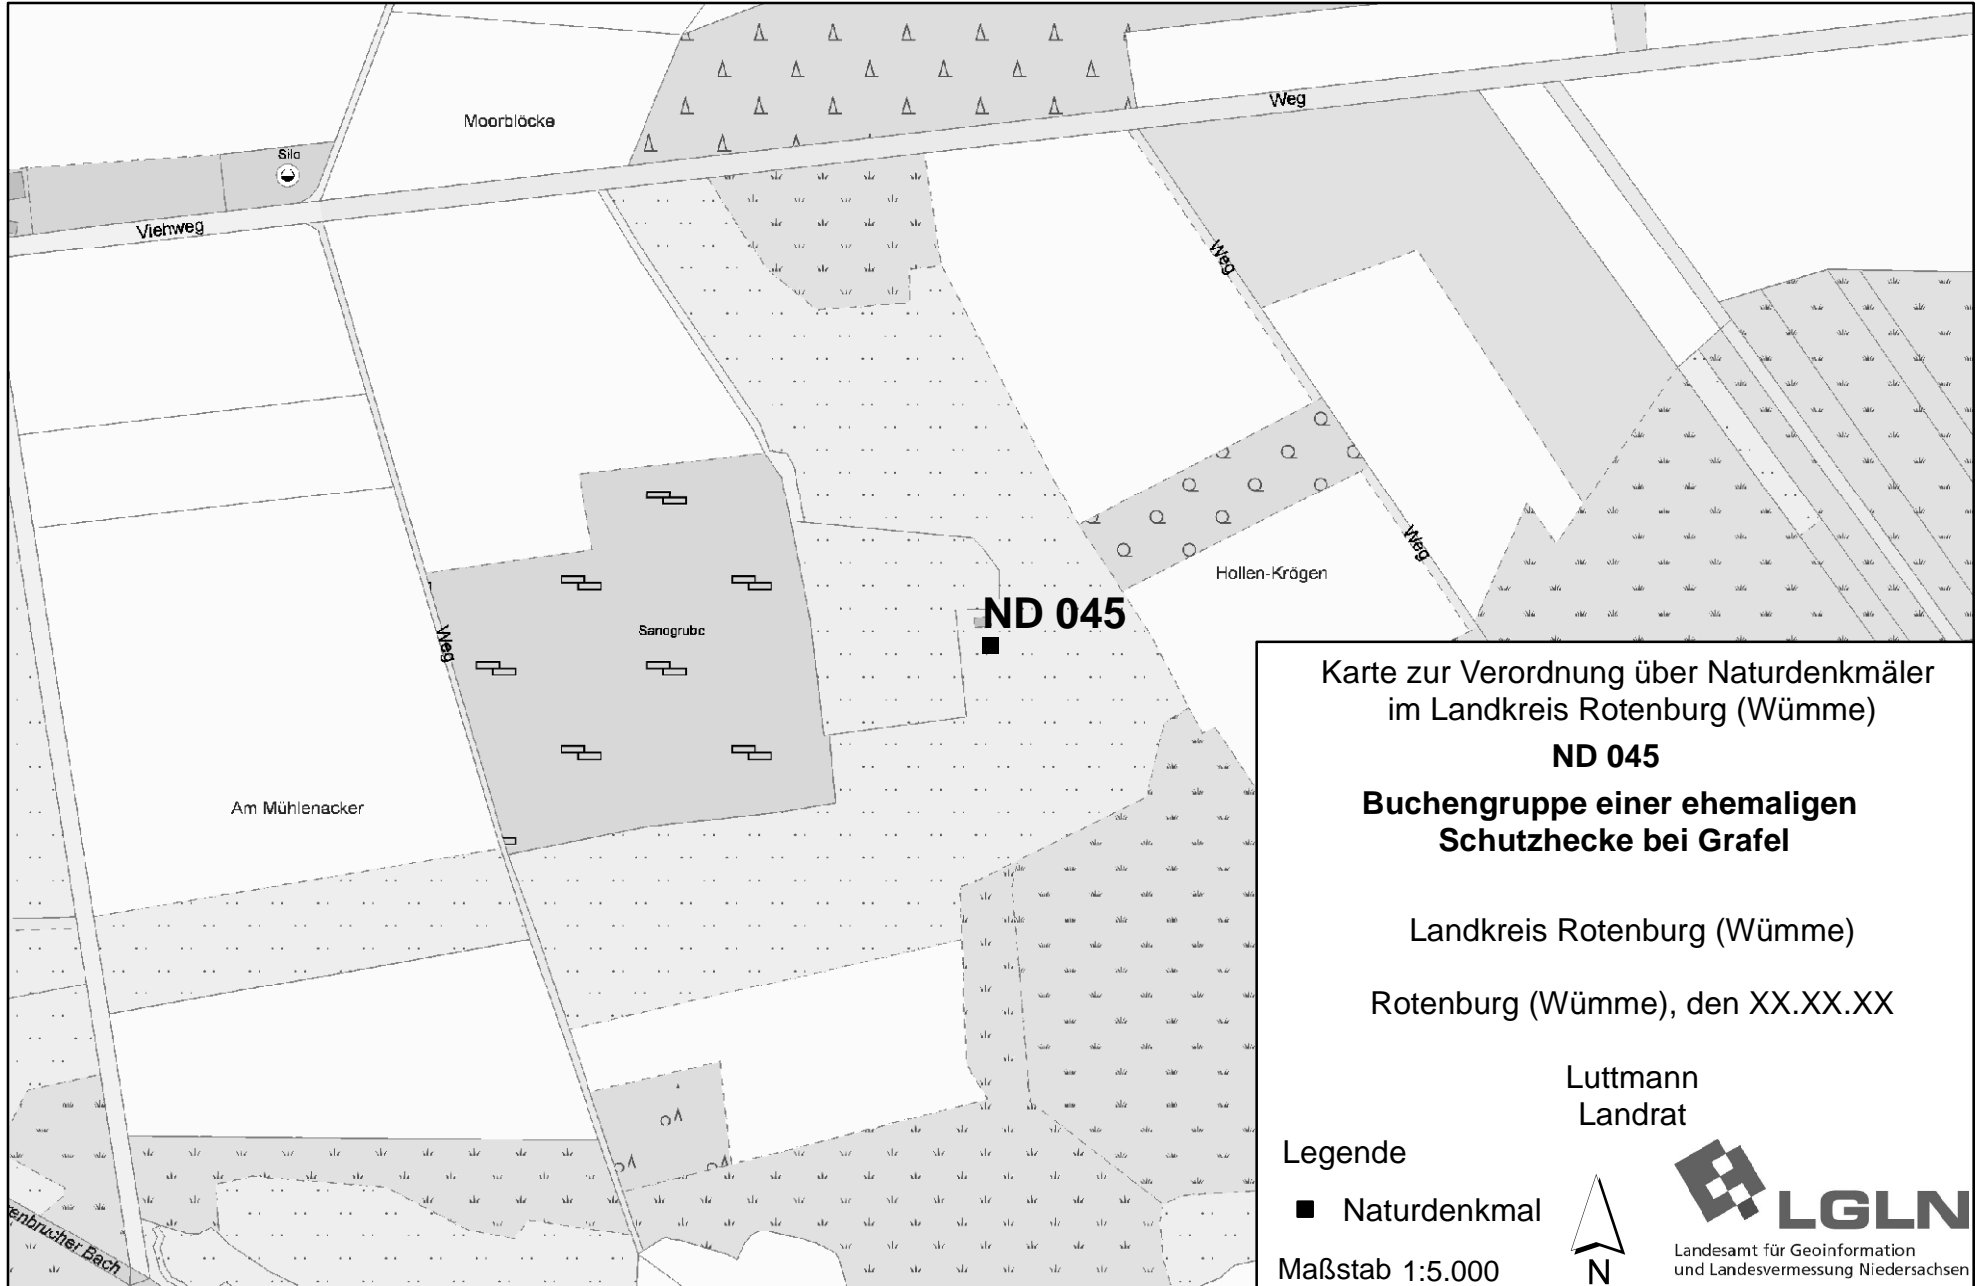 Moorblöcke
Weg
Silo
Viehweg
Weg
Weg
Hollen-Krögen
ND 045
Sandgrube
Weg
Am Mühlenacker
enbrucher Bach
Karte zur Verordnung über Naturdenkmäler
im Landkreis Rotenburg (Wümme)
ND 045
Buchengruppe einer ehemaligen
Schutzhecke bei Grafel
Landkreis Rotenburg (Wümme)
Rotenburg (Wümme), den XX.XX.XX
Luttmann
Landrat
Legende
Naturdenkmal
Maßstab 1:5.000
N
LGLN
Landesamt für Geoinformation
und Landesvermessung Niedersachsen